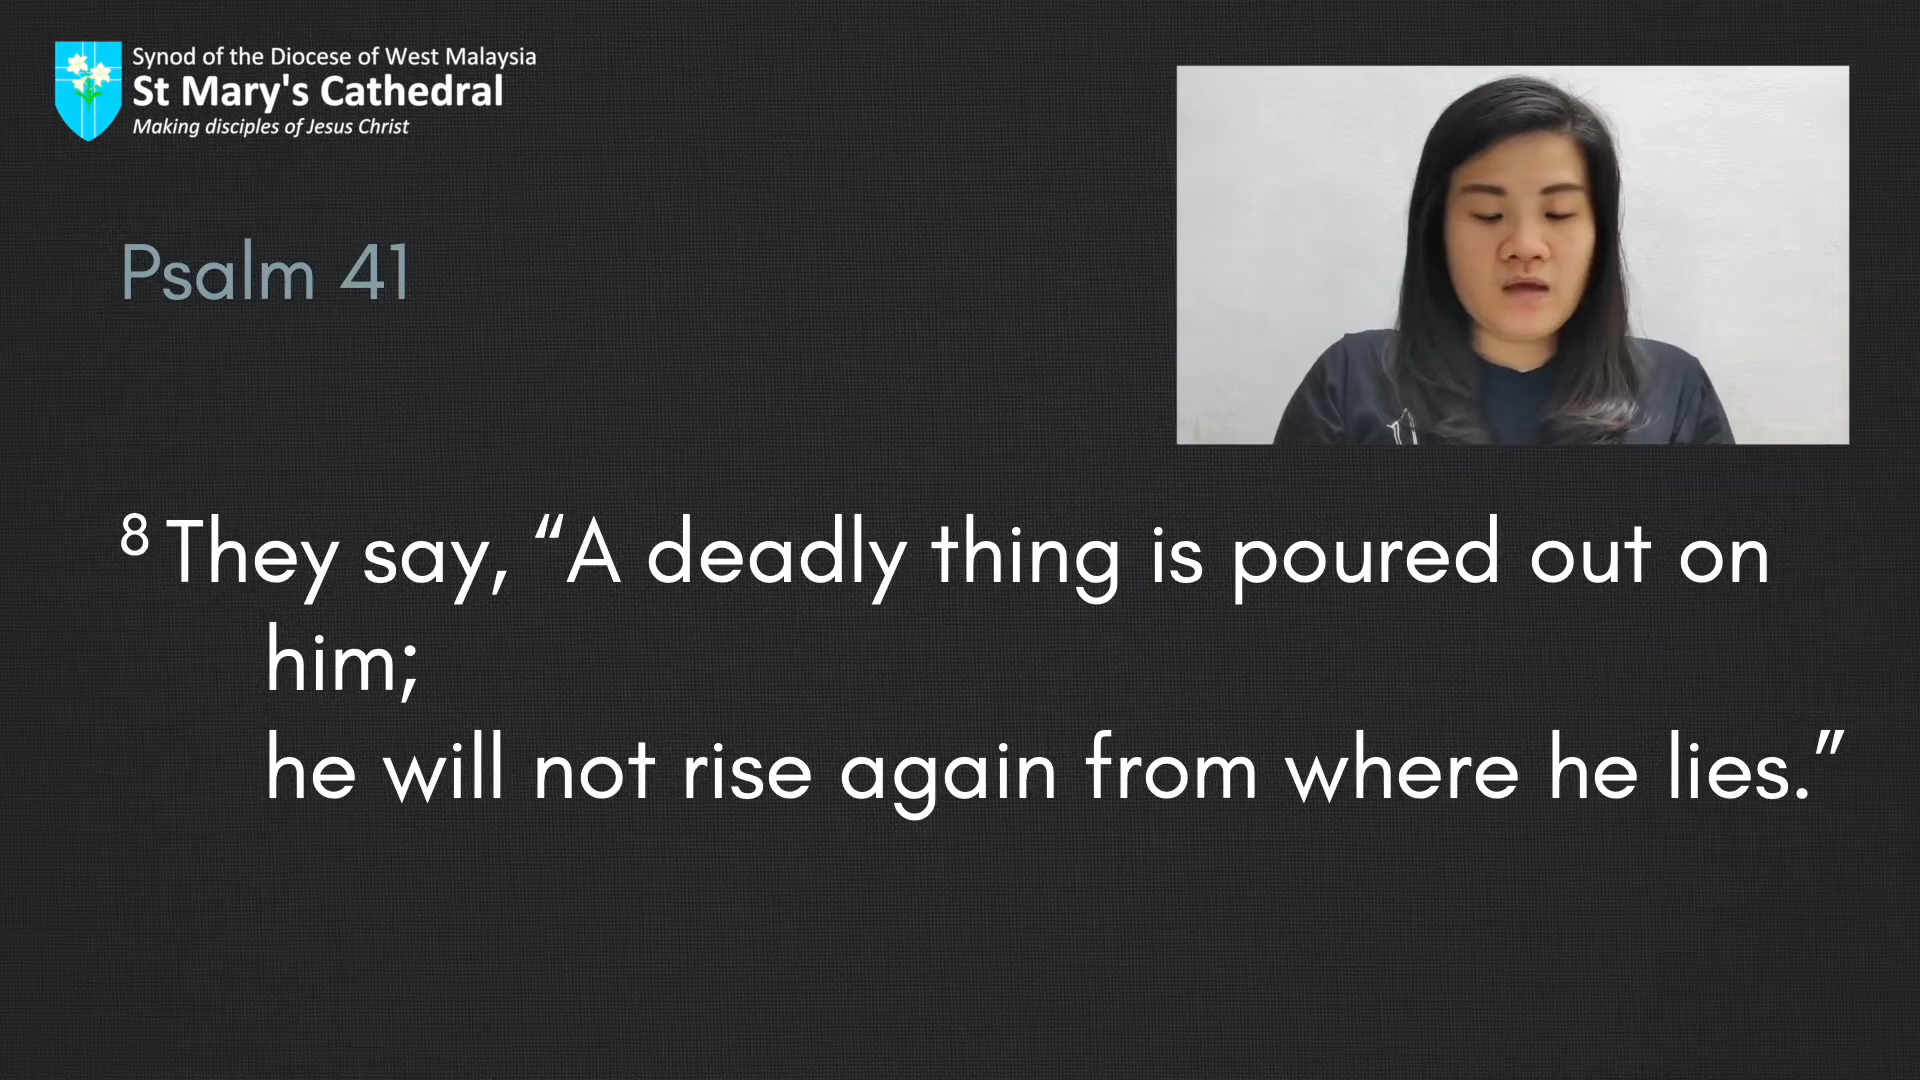 Synod of the Diocese of West Malaysia
St Mary's Cathedral
Making disciples of Jesus Christ
Psalm 41
8 They say, “A deadly thing is poured out on
him;
he will not rise again from where he lies.”